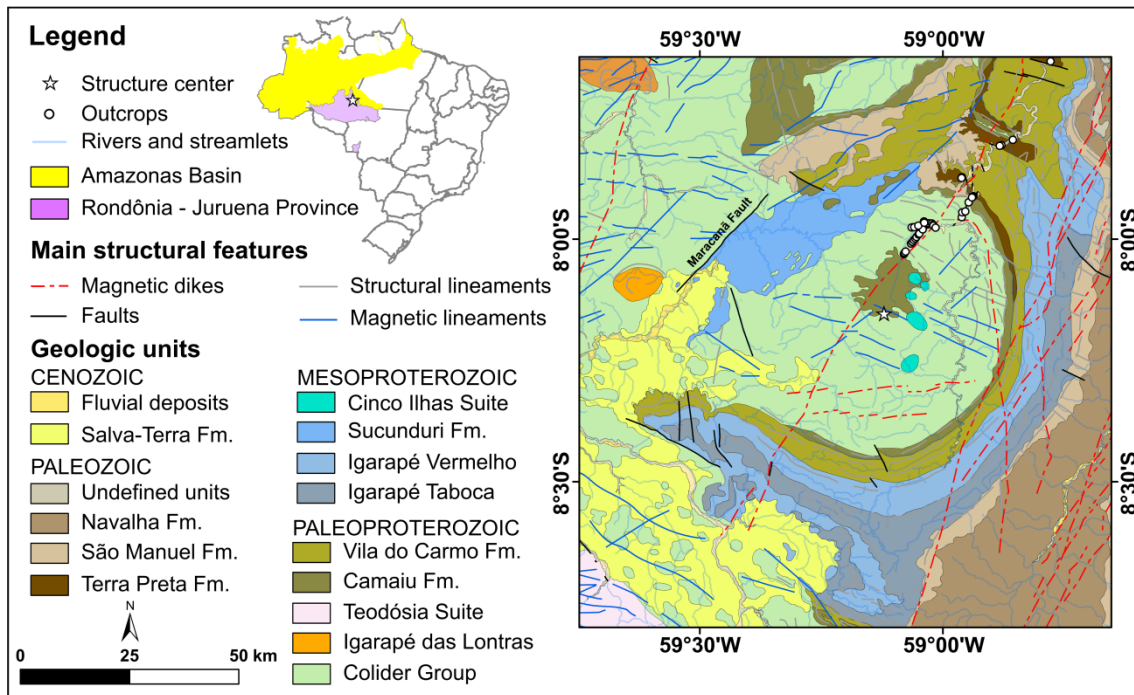 Legend
Structure center
Outcrops
Rivers and streamlets
Amazonas Basin
Rondônia - Juruena Province
Main structural features
Magnetic dikes
Faults
Structural lineaments
Magnetic lineaments
Geologic units
CENOZOIC
Fluvial deposits
Salva-Terra Fm.
PALEOZOIC
Undefined units
Navalha Fm.
São Manuel Fm.
Terra Preta Fm.
N
0 25 50 km
MESOPROTEROZOIC
Cinco Ilhas Suite
Sucunduri Fm.
Igarapé Vermelho
Igarapé Taboca
PALEOPROTEROZOIC
Vila do Carmo Fm.
Camaiu Fm.
Teodósia Suite
Igarapé das Lontras
Colider Group
59°30'W 59°00'W
8°00'S 8°00'S
Maracanã Fault
8°30'S 8°30'S
59°30'W 59°00'W